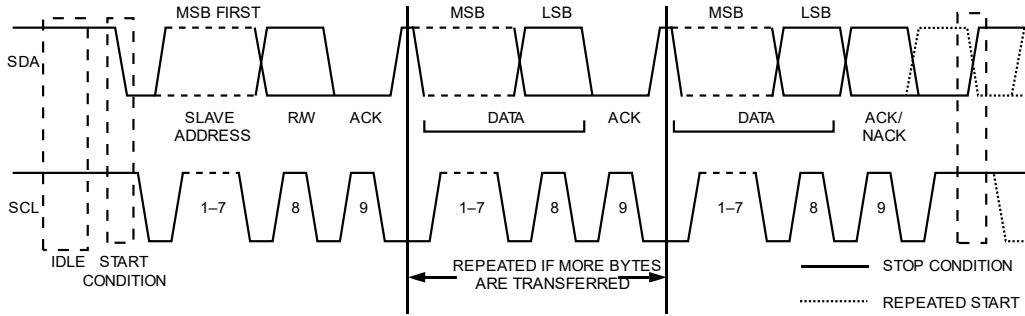 MSB FIRST
MSB
LSB
MSB
LSB
SDA
SLAVE
ADDRESS
R/W
ACK
DATA
ACK
DATA
ACK/
NACK
SCL
1–7
8
9
1–7
8
9
1–7
8
9
IDLE
START
CONDITION
REPEATED IF MORE BYTES
ARE TRANSFERRED
STOP CONDITION
REPEATED START